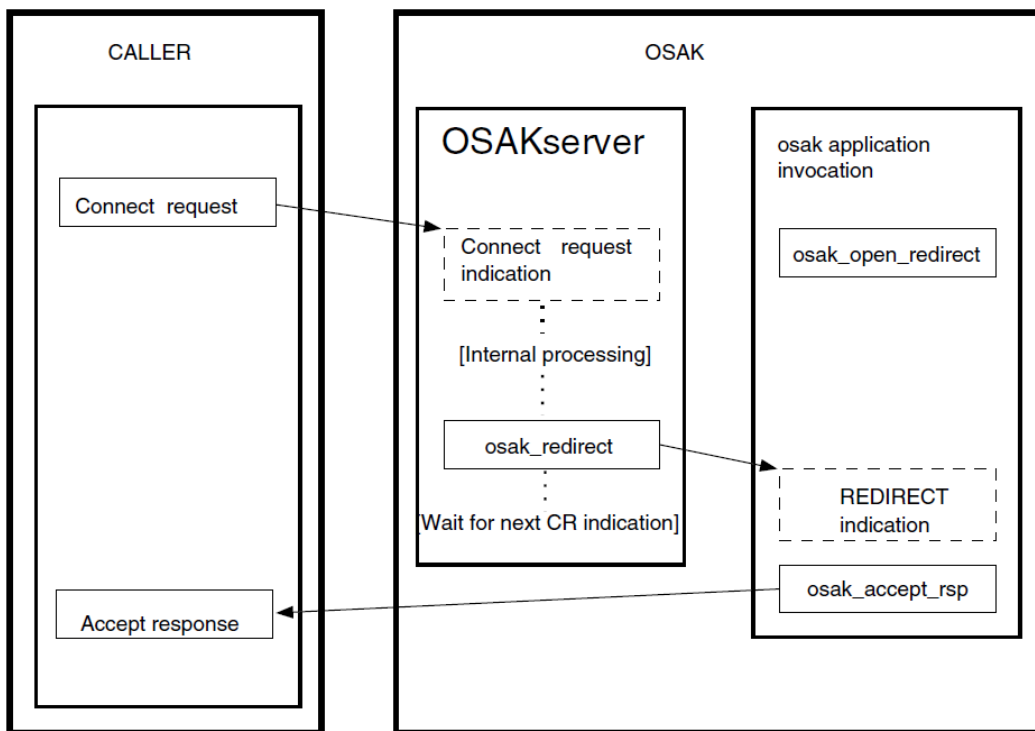 CALLER
OSAK
OSAKserver
osak application
invocation
Connect request
Connect request
indication
osak_open_redirect
[Internal processing]
osak_redirect
REDIRECT
indication
[Wait for next CR indication]
osak_accept_rsp
Accept response